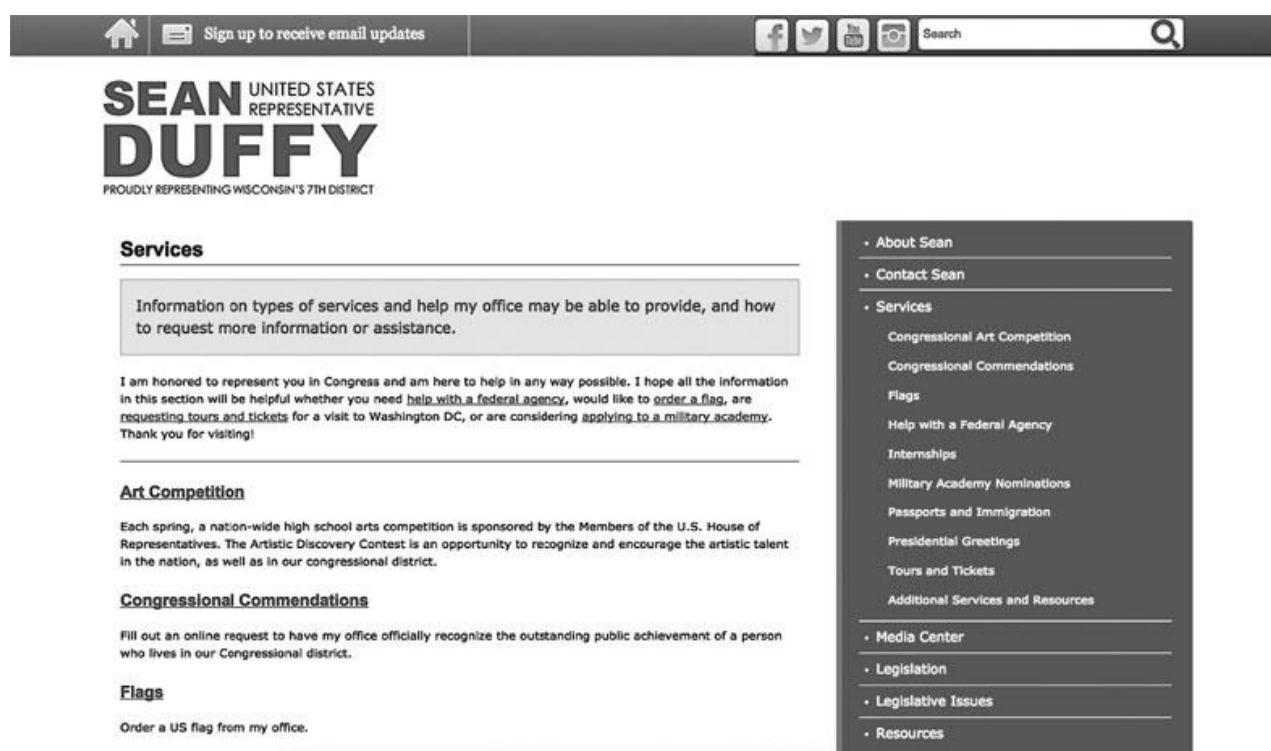 Sign up to receive email updates
f
You
Tube
Search
SEAN UNITED STATES
REPRESENTATIVE
DUFFY
PROUDLY REPRESENTING WISCONSIN'S 7TH DISTRICT
Services
Information on types of services and help my office may be able to provide, and how
to request more information or assistance.
I am honored to represent you in Congress and am here to help in any way possible. I hope all the information
in this section will be helpful whether you need help with a federal agency, would like to order a flag, are
requesting tours and tickets for a visit to Washington DC, or are considering applying to a military academy.
Thank you for visiting!
Art Competition
Each spring, a nation-wide high school arts competition is sponsored by the Members of the U.S. House of
Representatives. The Artistic Discovery Contest is an opportunity to recognize and encourage the artistic talent
in the nation, as well as in our congressional district.
Congressional Commendations
Fill out an online request to have my office officially recognize the outstanding public achievement of a person
who lives in our Congressional district.
Flags
Order a US flag from my office.
• About Sean
• Contact Sean
• Services
Congressional Art Competition
Congressional Commendations
Flags
Help with a Federal Agency
Internships
Military Academy Nominations
Passports and Immigration
Presidential Greetings
Tours and Tickets
Additional Services and Resources
• Media Center
• Legislation
• Legislative Issues
• Resources